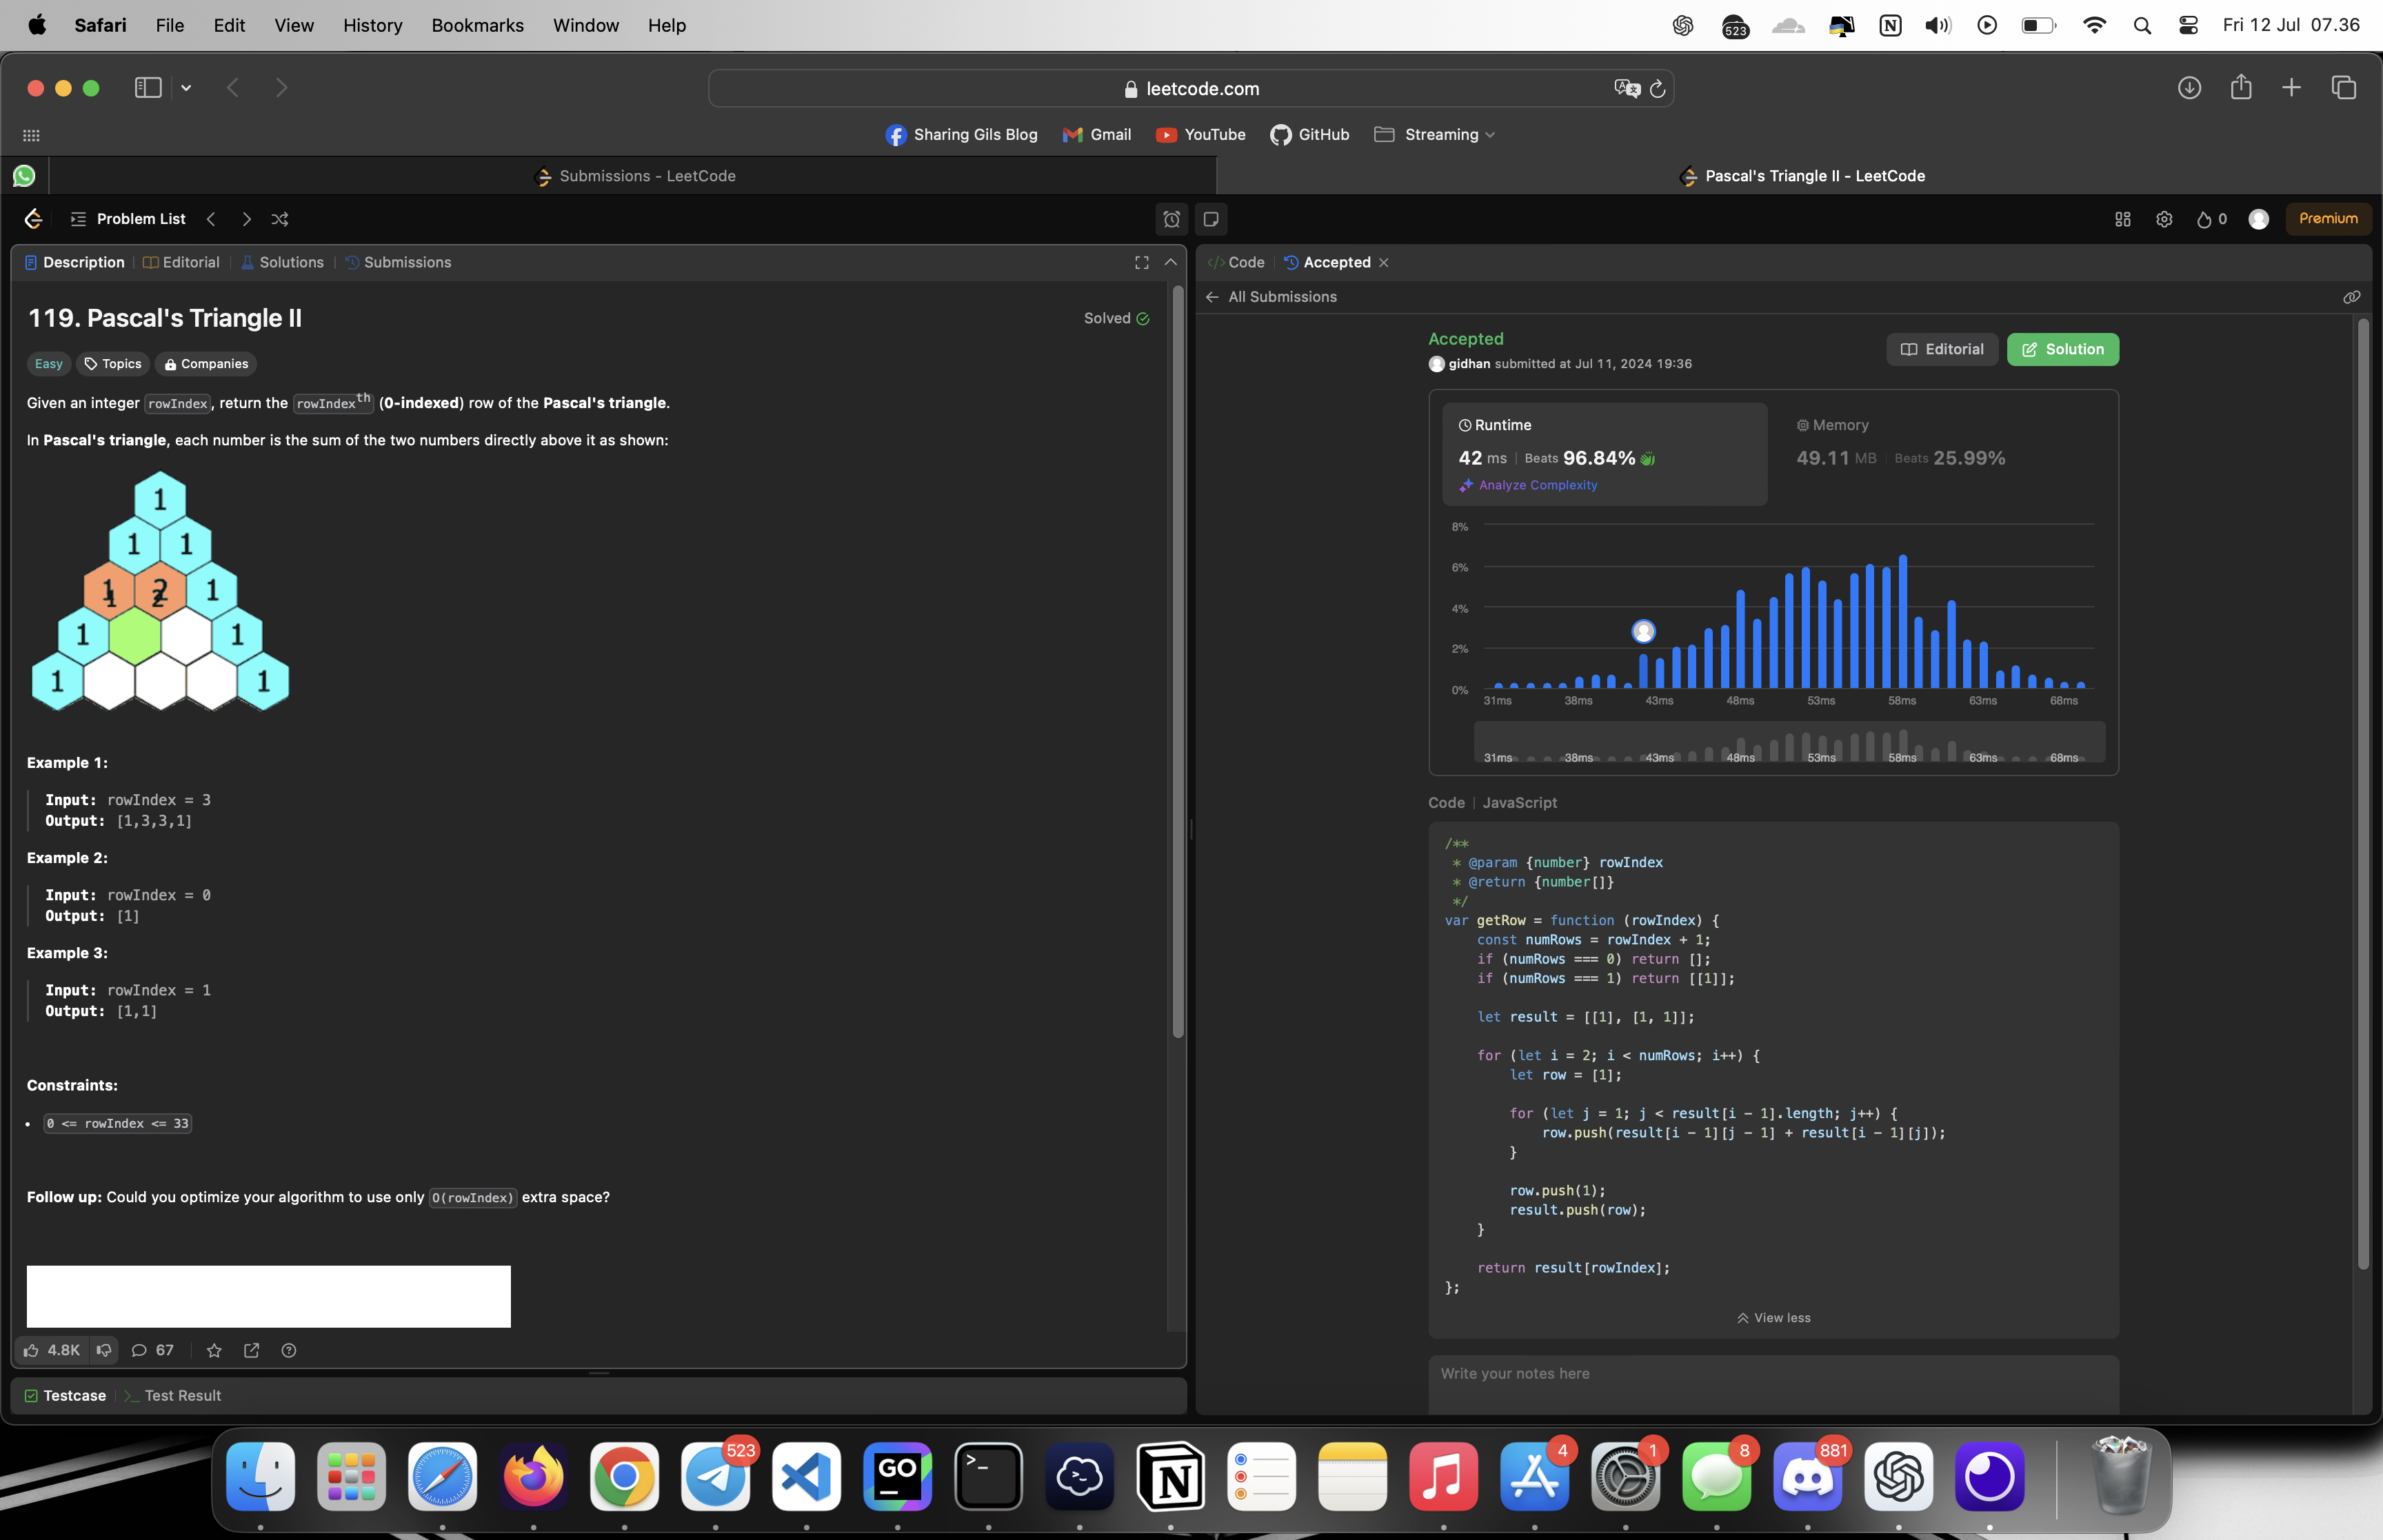 Safari File Edit View History Bookmarks Window Help
523
Fri 12 Jul 07.36
leetcode.com
Sharing Gils Blog Gmail YouTube GitHub Streaming
Submissions - LeetCode
Pascal's Triangle II - LeetCode
Problem List
0
Premium
Description Editorial Solutions Submissions
119. Pascal's Triangle II
Solved
Easy Topics Companies
Given an integer rowIndex, return the rowIndexth (0-indexed) row of the Pascal's triangle.
In Pascal's triangle, each number is the sum of the two numbers directly above it as shown:
1
1 1
1 2 1
1 2
1 1
1 1
Example 1:
Input: rowIndex = 3
Output: [1,3,3,1]
Example 2:
Input: rowIndex = 0
Output: [1]
Example 3:
Input: rowIndex = 1
Output: [1,1]
Constraints:
• 0 <= rowIndex <= 33
Follow up: Could you optimize your algorithm to use only O(rowIndex) extra space?
4.8K 67
Testcase >_ Test Result
</> Code Accepted
← All Submissions
Accepted
gidhan submitted at Jul 11, 2024 19:36
Editorial Solution
Runtime
42 ms | Beats 96.84%
Analyze Complexity
Memory
49.11 MB | Beats 25.99%
8%
6%
4%
2%
0%
31ms 38ms 43ms 48ms 53ms 58ms 63ms 68ms
31ms 38ms 43ms 48ms 53ms 58ms 63ms 68ms
Code | JavaScript
/**
 * @param {number} rowIndex
 * @return {number[]}
 */
var getRow = function (rowIndex) {
    const numRows = rowIndex + 1;
    if (numRows === 0) return [];
    if (numRows === 1) return [[1]];
    let result = [[1], [1, 1]];
    for (let i = 2; i < numRows; i++) {
        let row = [1];
        for (let j = 1; j < result[i - 1].length; j++) {
            row.push(result[i - 1][j - 1] + result[i - 1][j]);
        }
        row.push(1);
        result.push(row);
    }
    return result[rowIndex];
};
View less
Write your notes here
523 GO >_ N 4 1 8 881